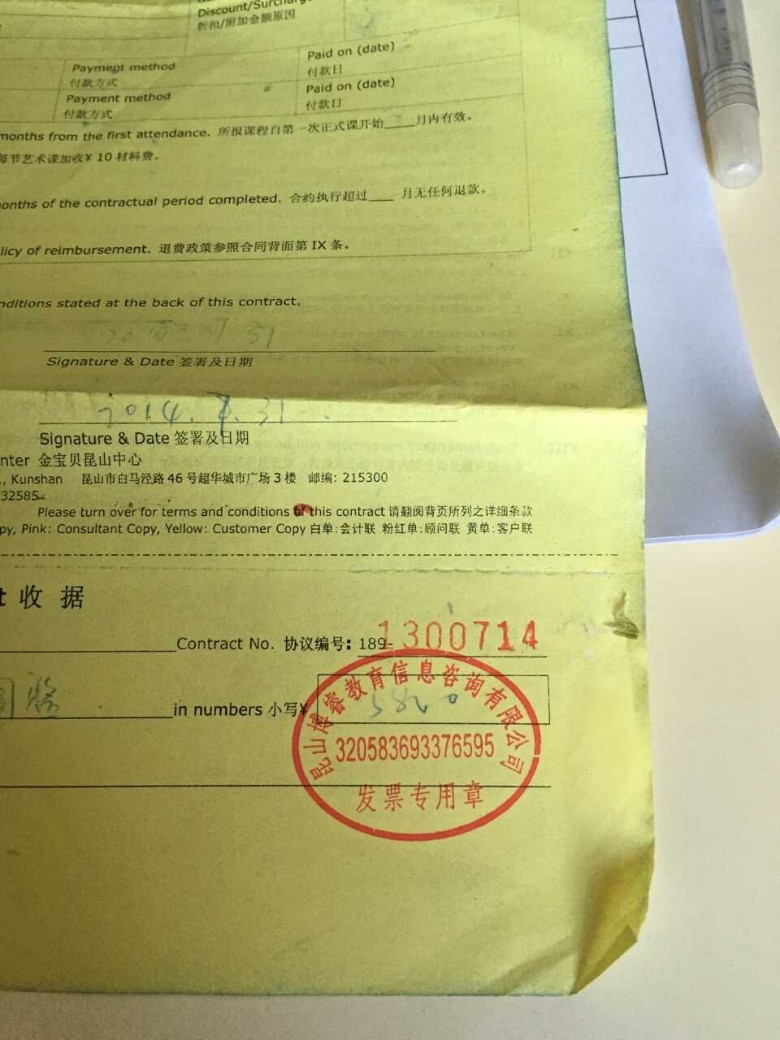 Discount/Surcharge
折扣/附加金额原因
Payment method
付款方式
Paid on (date)
付款日
Payment method
付款方式
Paid on (date)
付款日
months from the first attendance. 所报课程自第一次正式课开始____月内有效。
每节艺术课加收¥ 10 材料费。
onths of the contractual period completed. 合约执行超过____ 月无任何退款。
licy of reimbursement. 退费政策参照合同背面第 IX 条。
nditions stated at the back of this contract.
Signature & Date 签署及日期
2014.7.31
Signature & Date 签署及日期
nter 金宝贝昆山中心
., Kunshan 昆山市白马泾路 46 号超华城市广场 3 楼 邮编: 215300
32585
Please turn over for terms and conditions of this contract 请翻阅背页所列之详细条款
py, Pink: Consultant Copy, Yellow: Customer Copy 白单:会计联 粉红单:顾问联 黄单:客户联
t 收 据
Contract No. 协议编号: 189-1300714
in numbers 小写¥
昆山博睿教育信息咨询有限公司
320583693376595
发票专用章